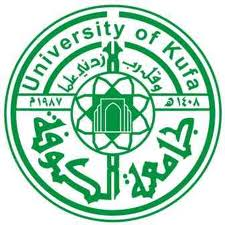 University of Kufa
وقل رب زدني علما
١٩٨٧م
١٤٠٨هـ
جامعة الكوفة